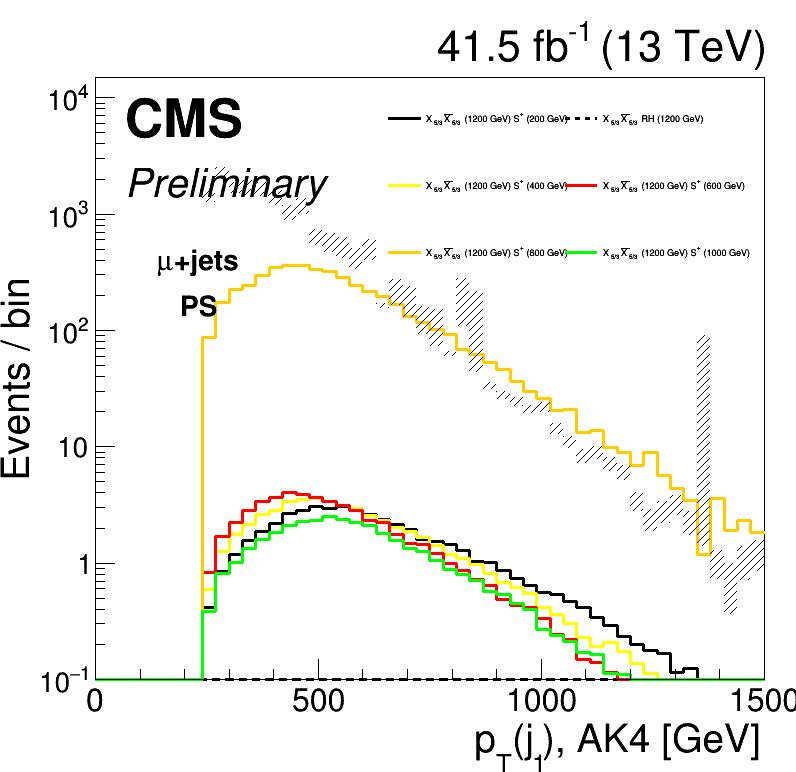 41.5 fb⁻¹ (13 TeV)
CMS
Preliminary
μ+jets
PS
X₅/₃X̅₅/₃ (1200 GeV) S⁺ (200 GeV)
X₅/₃X̅₅/₃ RH (1200 GeV)
X₅/₃X̅₅/₃ (1200 GeV) S⁺ (400 GeV)
X₅/₃X̅₅/₃ (1200 GeV) S⁺ (600 GeV)
X₅/₃X̅₅/₃ (1200 GeV) S⁺ (800 GeV)
X₅/₃X̅₅/₃ (1200 GeV) S⁺ (1000 GeV)
Events / bin
10⁴
10³
10²
10
1
10⁻¹
0 500 1000 1500
p_T(j₁), AK4 [GeV]